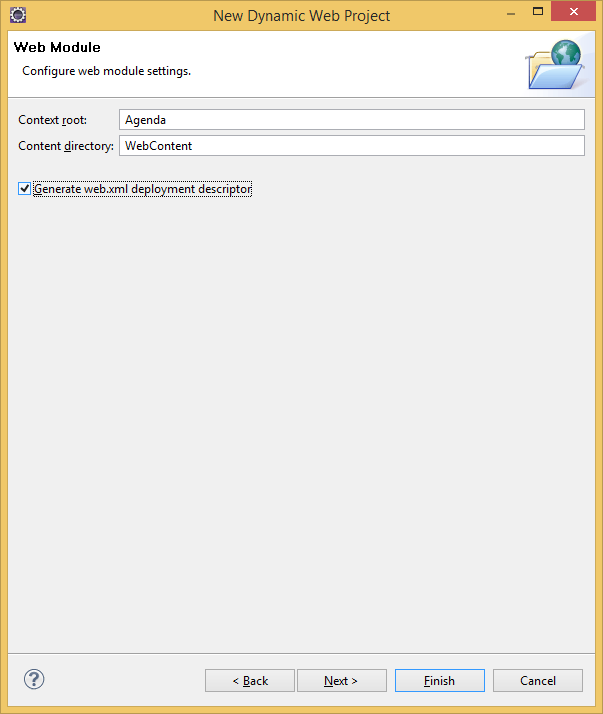 New Dynamic Web Project
Web Module
Configure web module settings.
Context root: Agenda
Content directory: WebContent
Generate web.xml deployment descriptor
? < Back Next > Finish Cancel